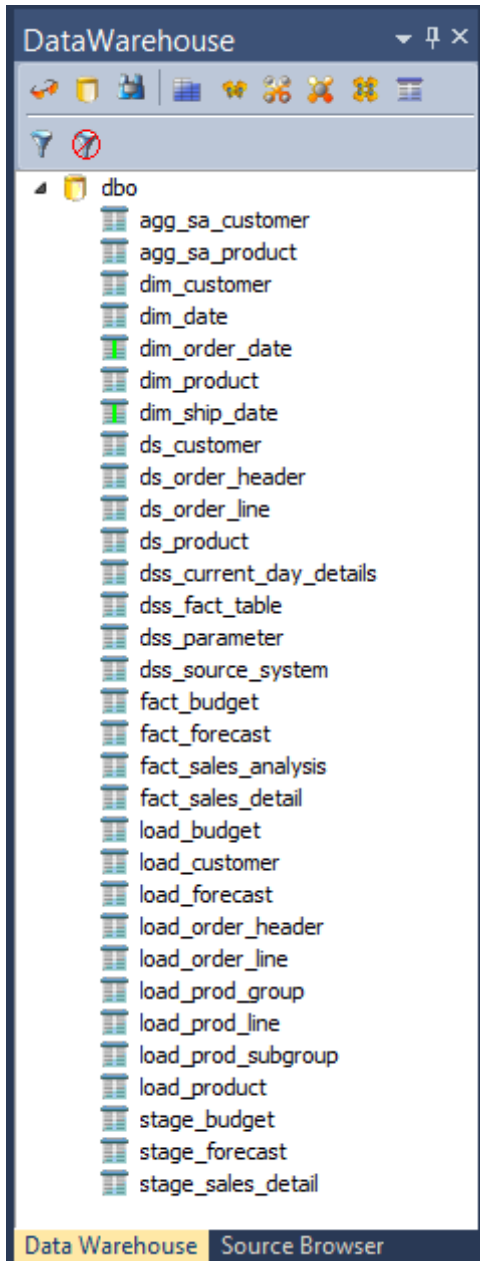 DataWarehouse
dbo
agg_sa_customer
agg_sa_product
dim_customer
dim_date
dim_order_date
dim_product
dim_ship_date
ds_customer
ds_order_header
ds_order_line
ds_product
dss_current_day_details
dss_fact_table
dss_parameter
dss_source_system
fact_budget
fact_forecast
fact_sales_analysis
fact_sales_detail
load_budget
load_customer
load_forecast
load_order_header
load_order_line
load_prod_group
load_prod_line
load_prod_subgroup
load_product
stage_budget
stage_forecast
stage_sales_detail
Data Warehouse Source Browser